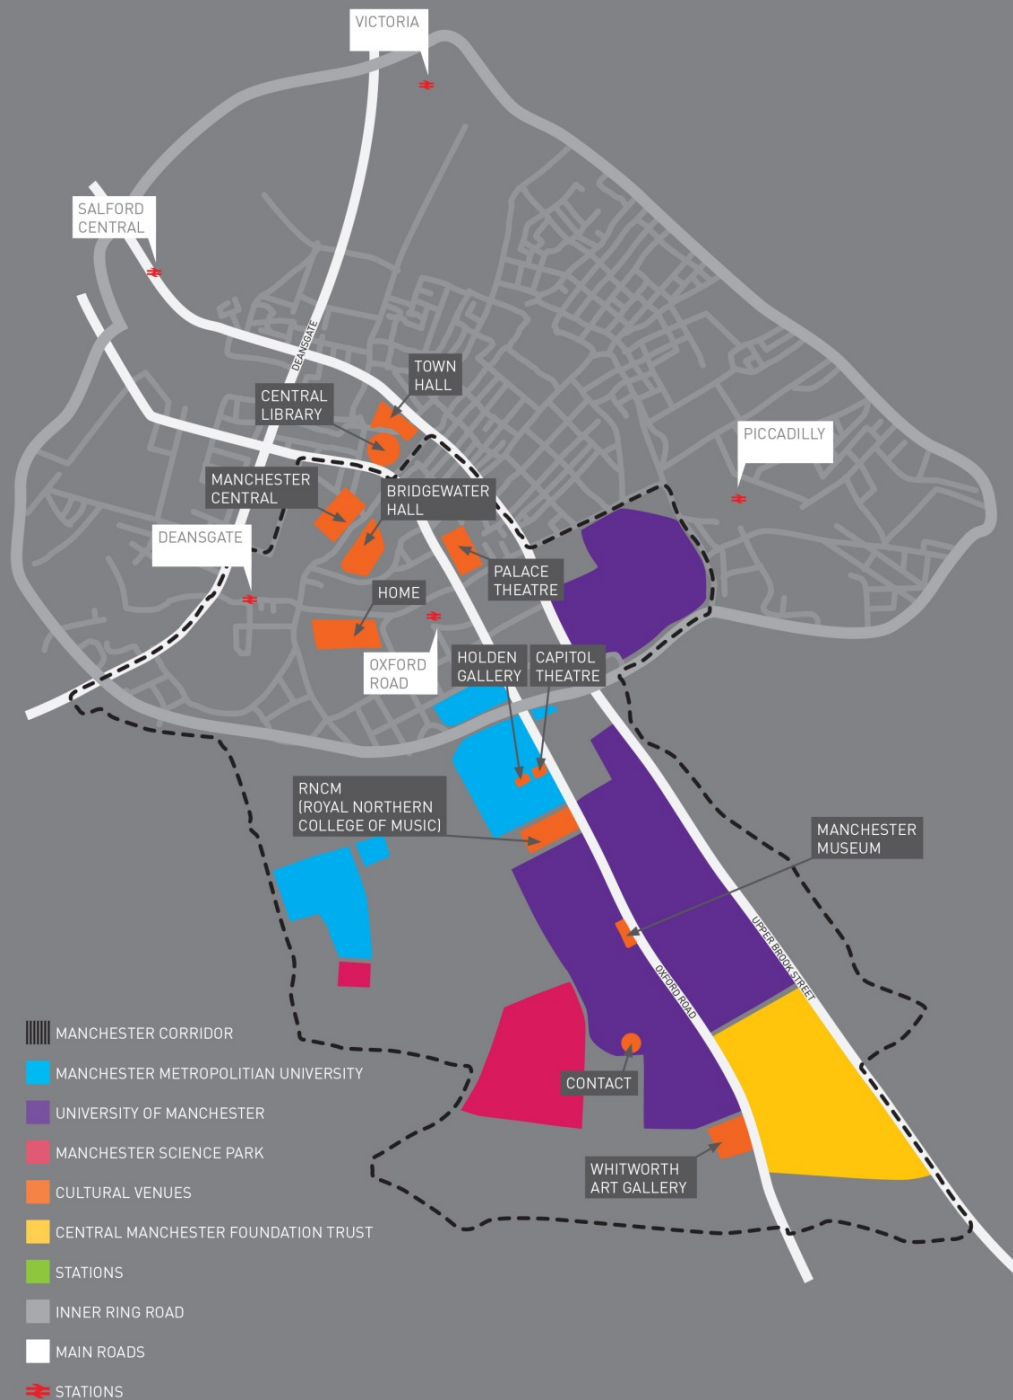 VICTORIA
SALFORD
CENTRAL
DEANSGATE
TOWN
HALL
CENTRAL
LIBRARY
PICCADILLY
MANCHESTER
CENTRAL
BRIDGEWATER
HALL
DEANSGATE
PALACE
THEATRE
HOME
OXFORD
ROAD
HOLDEN
GALLERY
CAPITOL
THEATRE
RNCM
(ROYAL NORTHERN
COLLEGE OF MUSIC)
MANCHESTER
MUSEUM
UPPER BROOK STREET
OXFORD ROAD
CONTACT
WHITWORTH
ART GALLERY
MANCHESTER CORRIDOR
MANCHESTER METROPOLITIAN UNIVERSITY
UNIVERSITY OF MANCHESTER
MANCHESTER SCIENCE PARK
CULTURAL VENUES
CENTRAL MANCHESTER FOUNDATION TRUST
STATIONS
INNER RING ROAD
MAIN ROADS
STATIONS